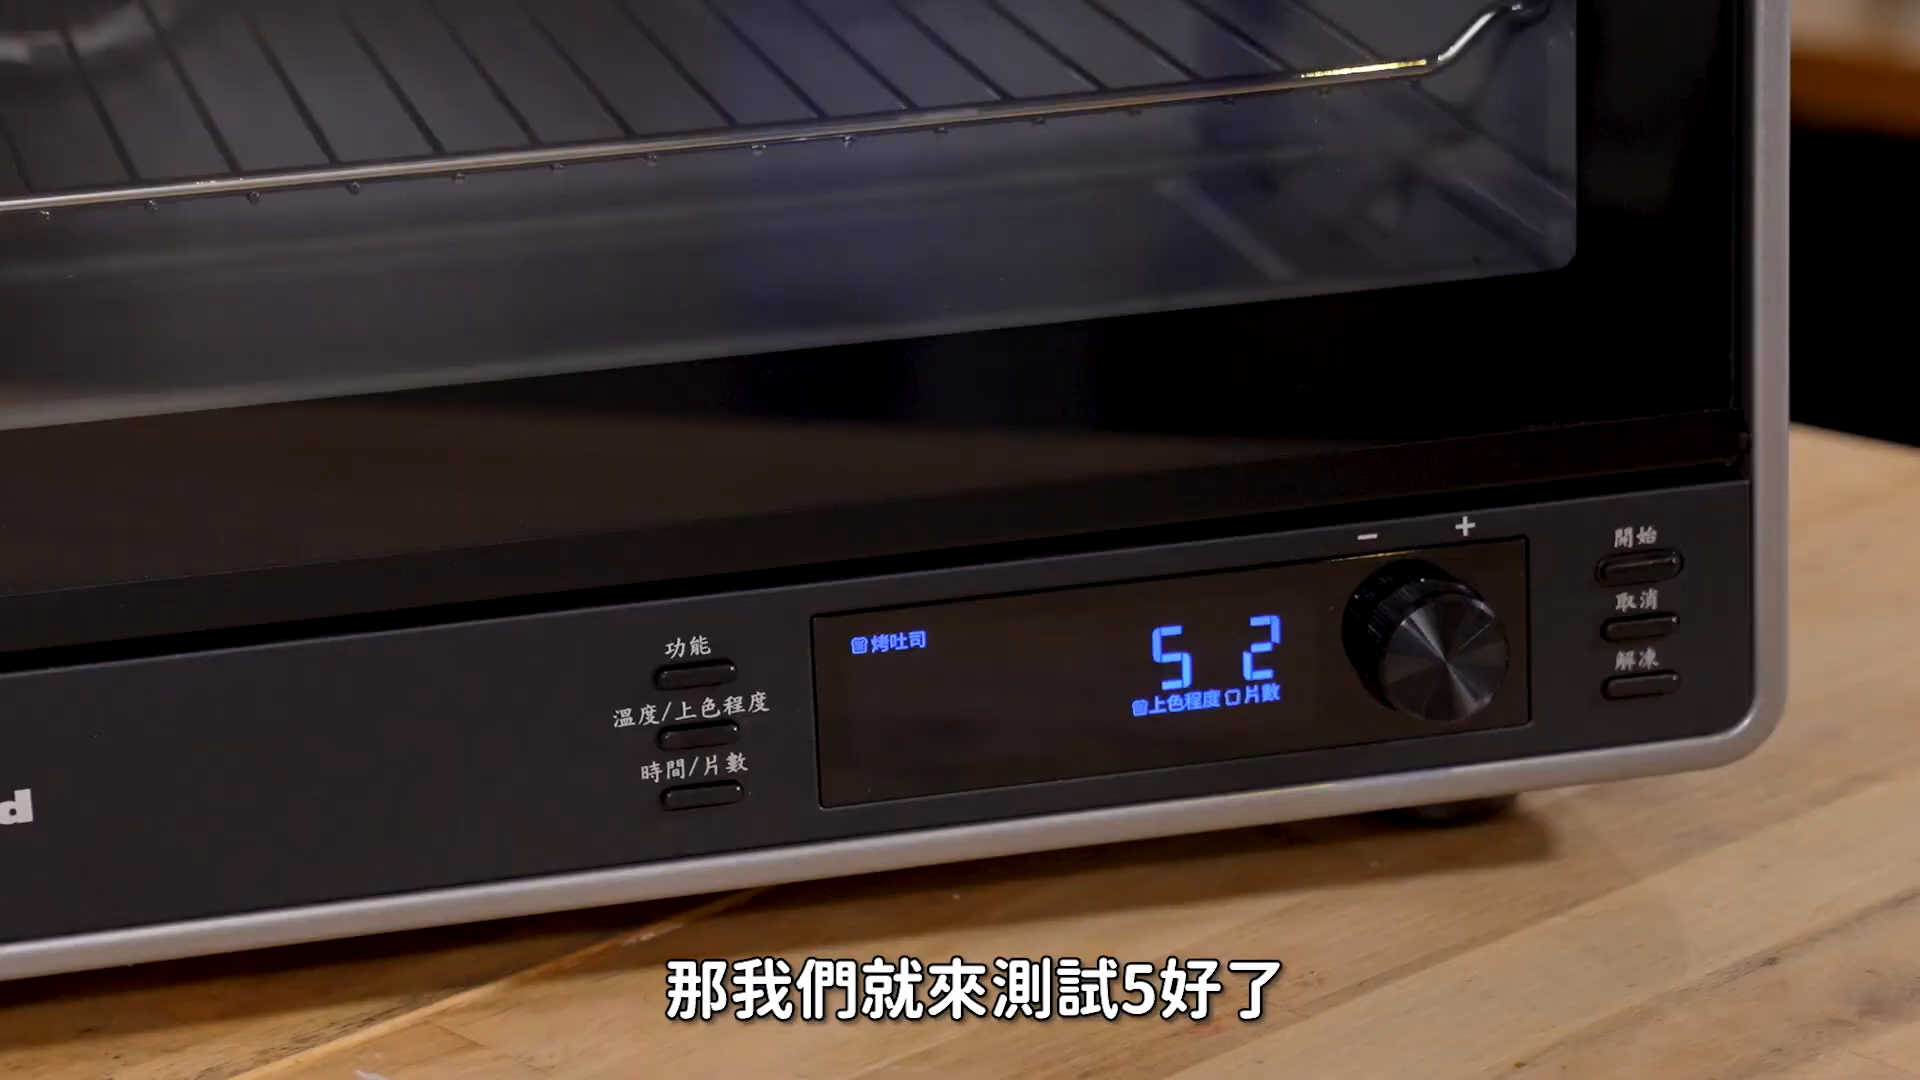 − +
開始
取消
解凍
功能
溫度/上色程度
時間/片數
烤吐司
5 2
上色程度 片數
d
那我們就來測試5好了